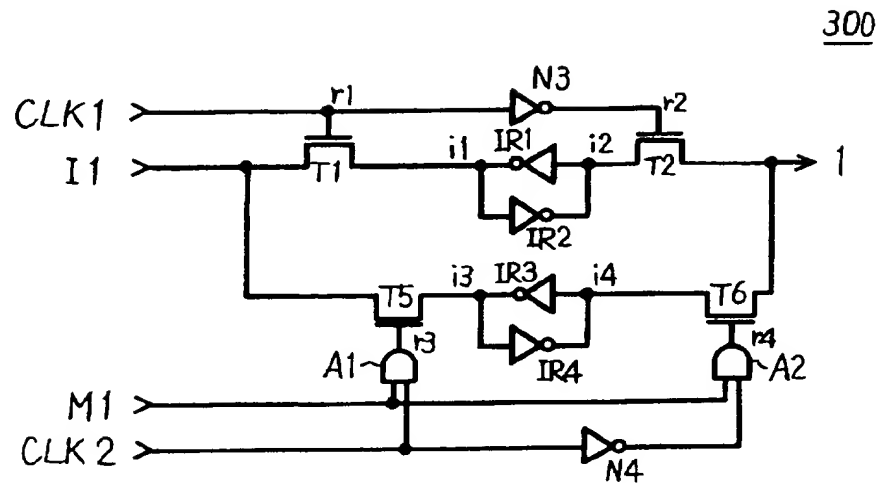 300
CLK1
r1
N3
r2
I1
T1
i1
IR1
i2
T2
1
IR2
T5
i3
IR3
i4
T6
r3
r4
A1
IR4
A2
M1
CLK2
N4